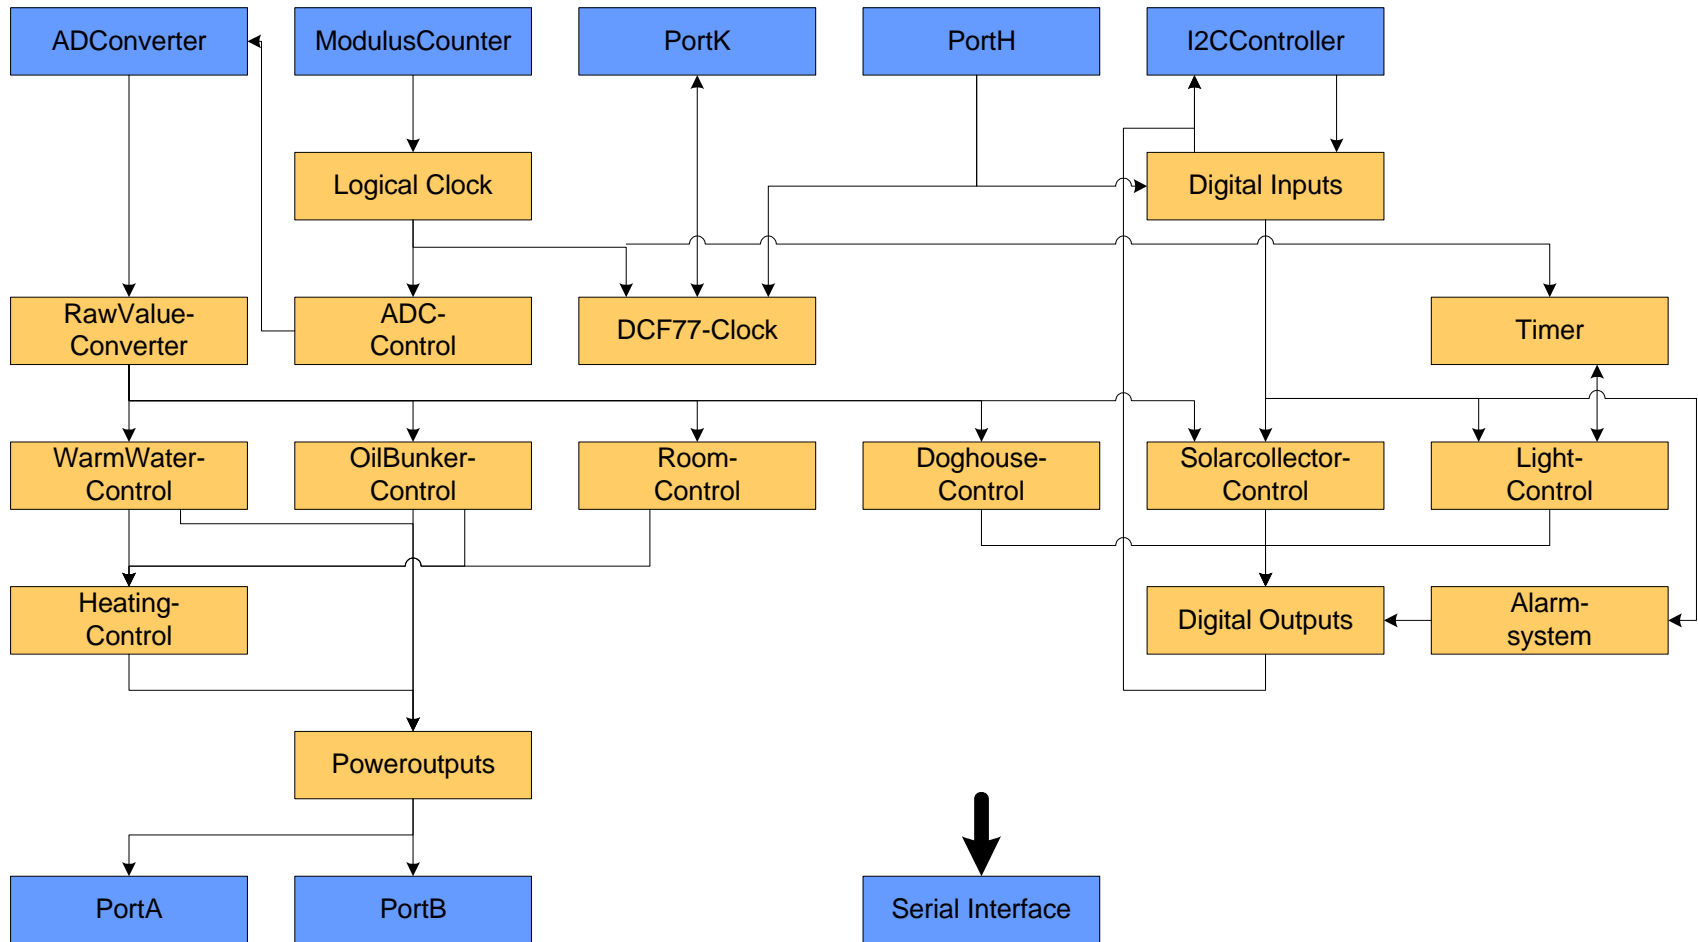 ADConverter
ModulusCounter
PortK
PortH
I2CController
Logical Clock
Digital Inputs
RawValue-
Converter
ADC-
Control
DCF77-Clock
Timer
WarmWater-
Control
OilBunker-
Control
Room-
Control
Doghouse-
Control
Solarcollector-
Control
Light-
Control
Heating-
Control
Digital Outputs
Alarm-
system
Poweroutputs
PortA
PortB
Serial Interface